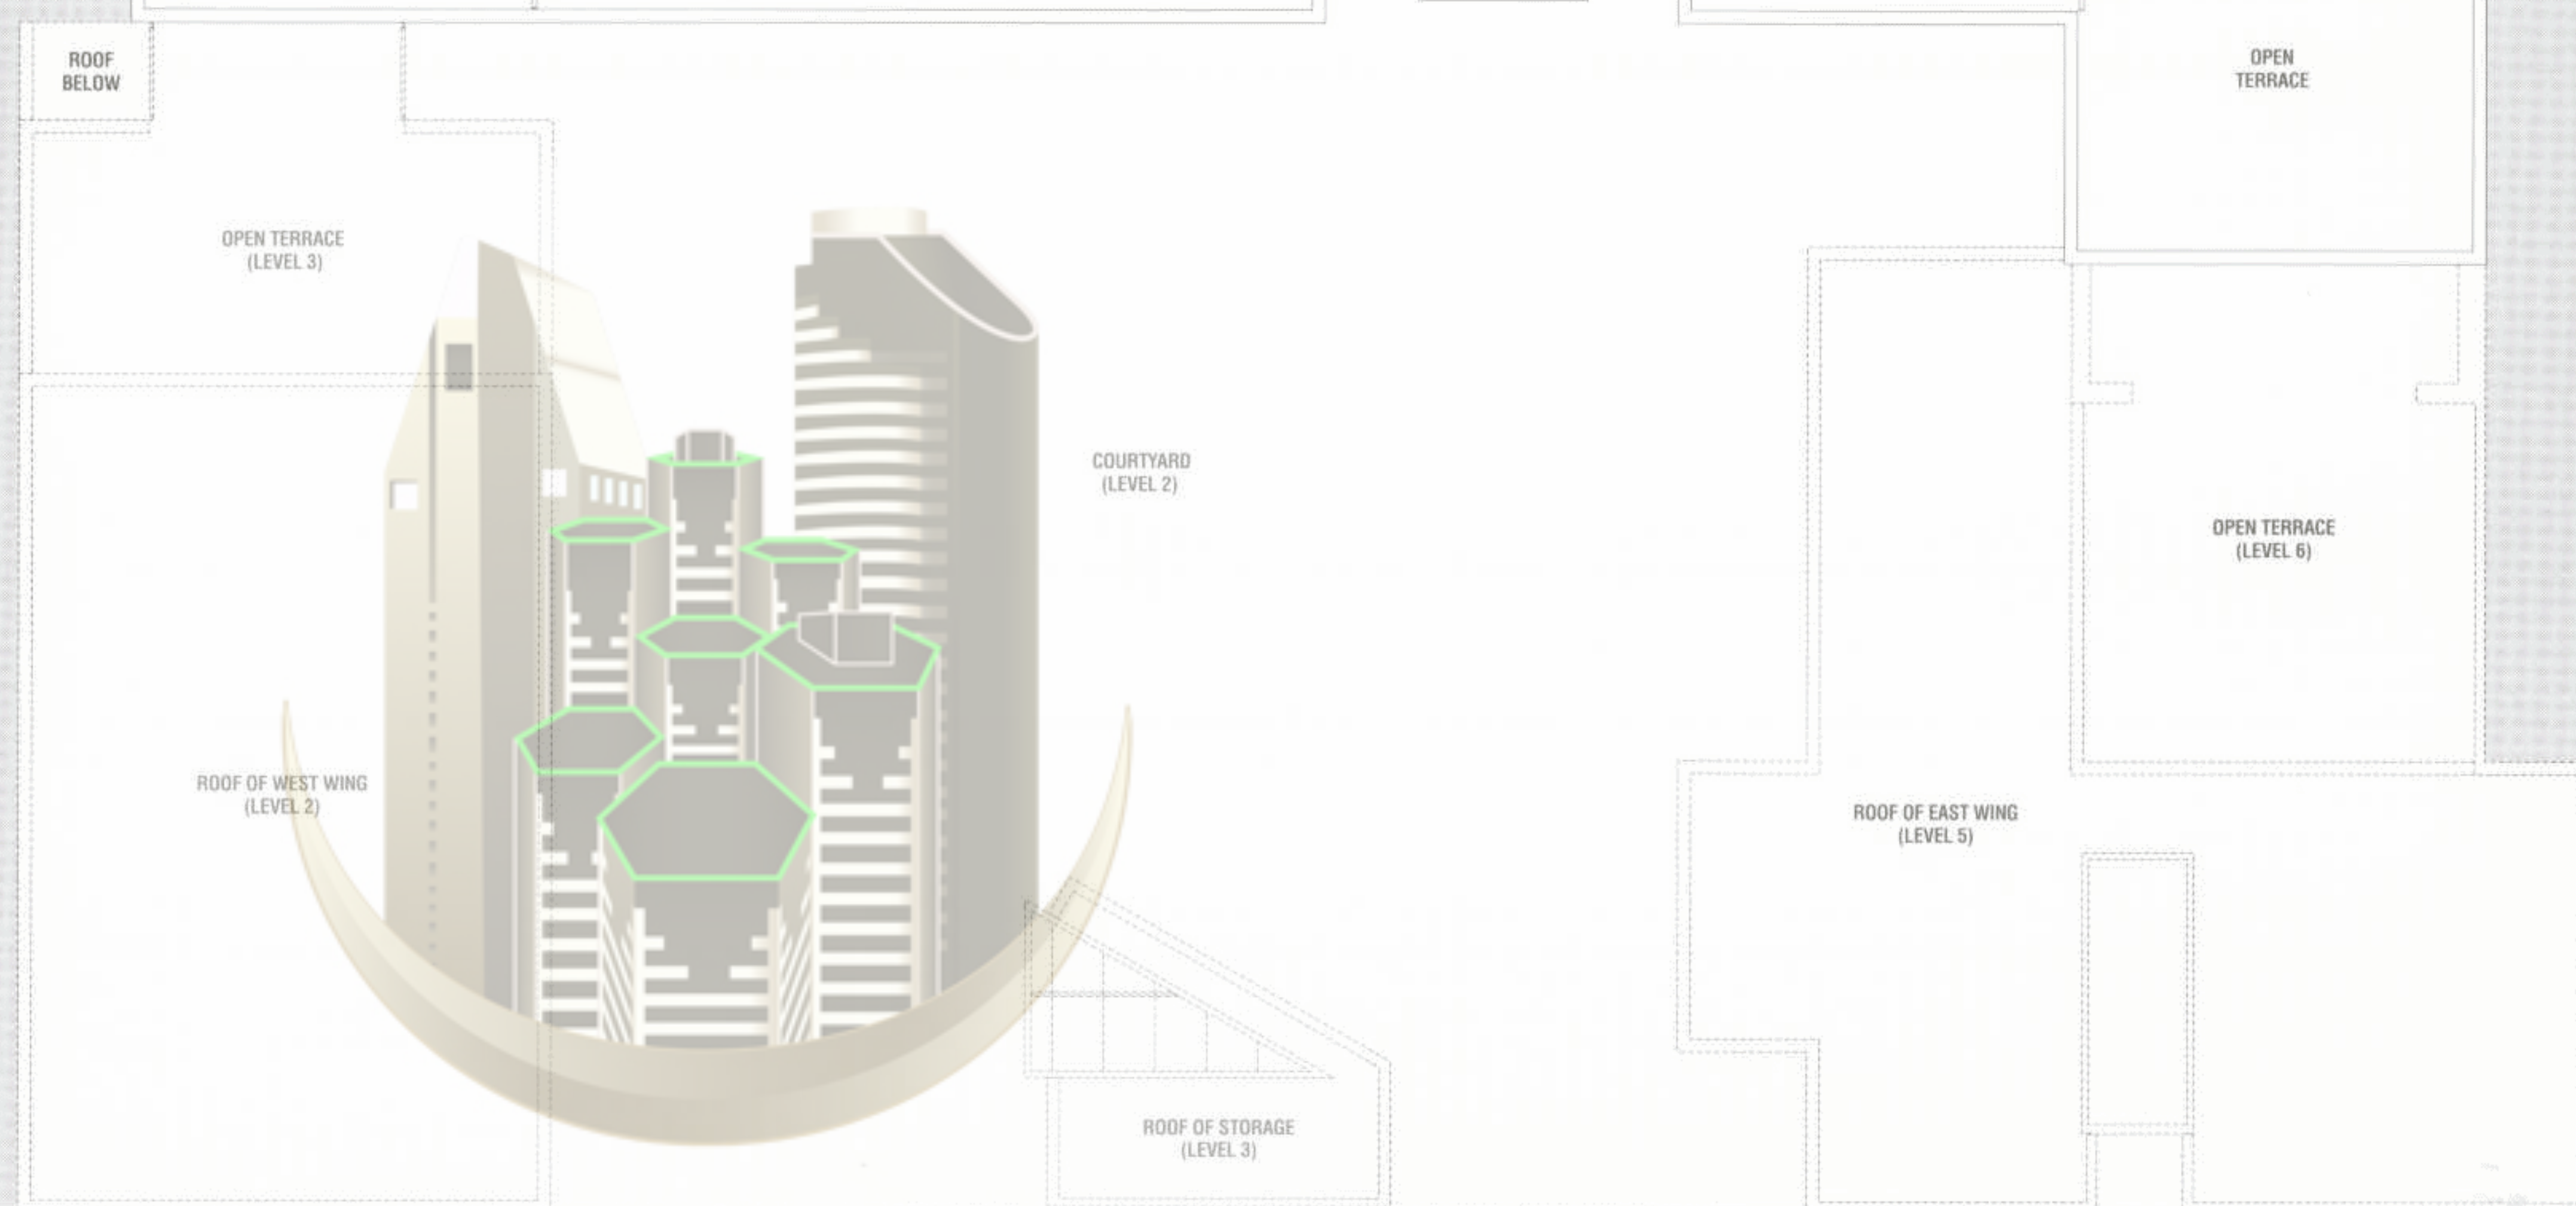 ROOF
BELOW
OPEN
TERRACE
OPEN TERRACE
(LEVEL 3)
COURTYARD
(LEVEL 2)
OPEN TERRACE
(LEVEL 6)
ROOF OF WEST WING
(LEVEL 2)
ROOF OF EAST WING
(LEVEL 5)
ROOF OF STORAGE
(LEVEL 3)